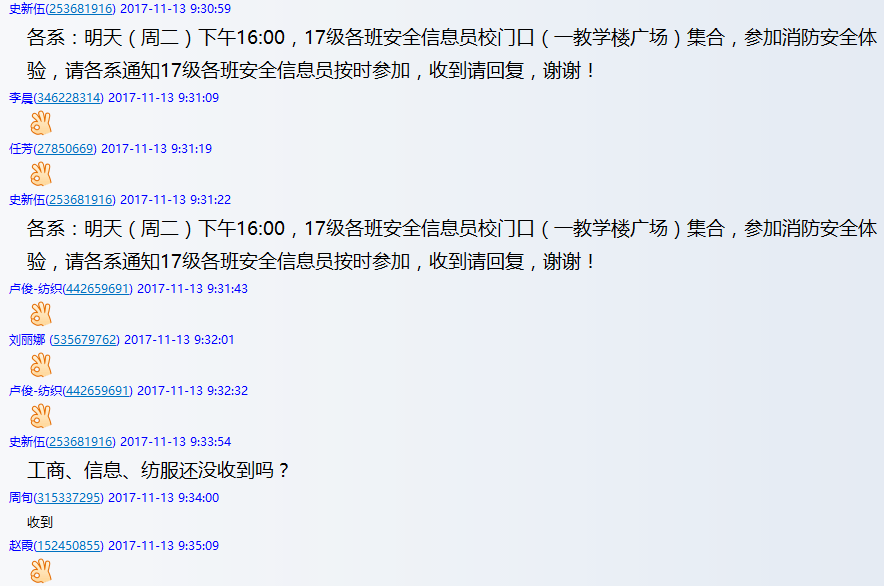 史新伍(253681916) 2017-11-13 9:30:59
各系：明天（周二）下午16:00，17级各班安全信息员校门口（一教学楼广场）集合，参加消防安全体
验，请各系通知17级各班安全信息员按时参加，收到请回复，谢谢！
李晨(346228314) 2017-11-13 9:31:09
任芳(27850669) 2017-11-13 9:31:19
史新伍(253681916) 2017-11-13 9:31:22
各系：明天（周二）下午16:00，17级各班安全信息员校门口（一教学楼广场）集合，参加消防安全体
验，请各系通知17级各班安全信息员按时参加，收到请回复，谢谢！
卢俊-纺织(442659691) 2017-11-13 9:31:43
刘丽娜 (535679762) 2017-11-13 9:32:01
卢俊-纺织(442659691) 2017-11-13 9:32:32
史新伍(253681916) 2017-11-13 9:33:54
工商、信息、纺服还没收到吗？
周甸(315337295) 2017-11-13 9:34:00
收到
赵霞(152450855) 2017-11-13 9:35:09